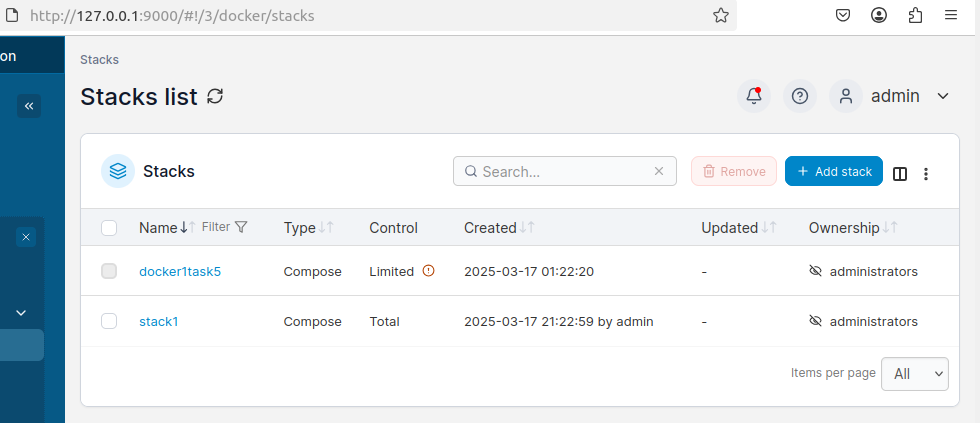 http://127.0.0.1:9000/#!/3/docker/stacks
on
Stacks
Stacks list
admin
Stacks
Search...
Remove
+ Add stack
Name Filter Type Control Created Updated Ownership
docker1task5 Compose Limited 2025-03-17 01:22:20 - administrators
stack1 Compose Total 2025-03-17 21:22:59 by admin - administrators
Items per page All